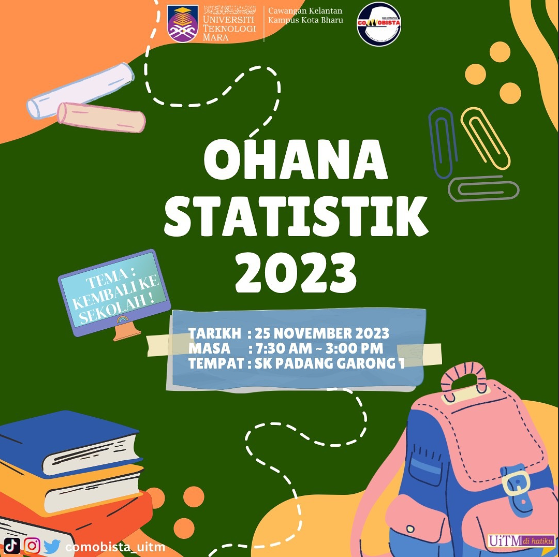 UNIVERSITI
TEKNOLOGI
MARA
Cawangan Kelantan
Kampus Kota Bharu
COMOBISTA
OHANA
STATISTIK
2023
TEMA :
KEMBALI KE
SEKOLAH !
TARIKH : 25 NOVEMBER 2023
MASA : 7:30 AM - 3:00 PM
TEMPAT : SK PADANG GARONG 1
comobista_uitm
UiTM di hatiku